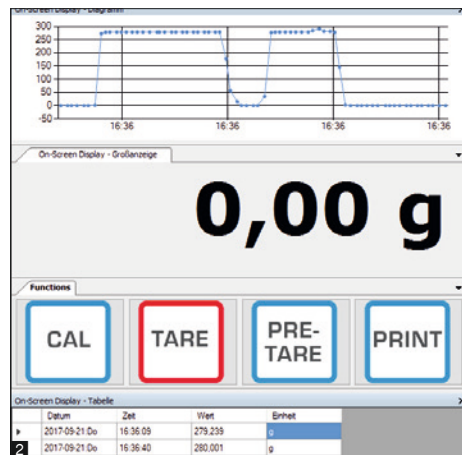 On-Screen Display - Diagramm
300
250
200
150
100
50
0
-50
16:36 16:36 16:36 16:36
On-Screen Display - Großanzeige
0,00 g
Functions
CAL TARE PRE-TARE PRINT
On-Screen Display - Tabelle
Datum Zeit Wert Einheit
2017-09-21:Do 16:36:09 279,239 g
2 2017-09-21:Do 16:36:40 280,001 g